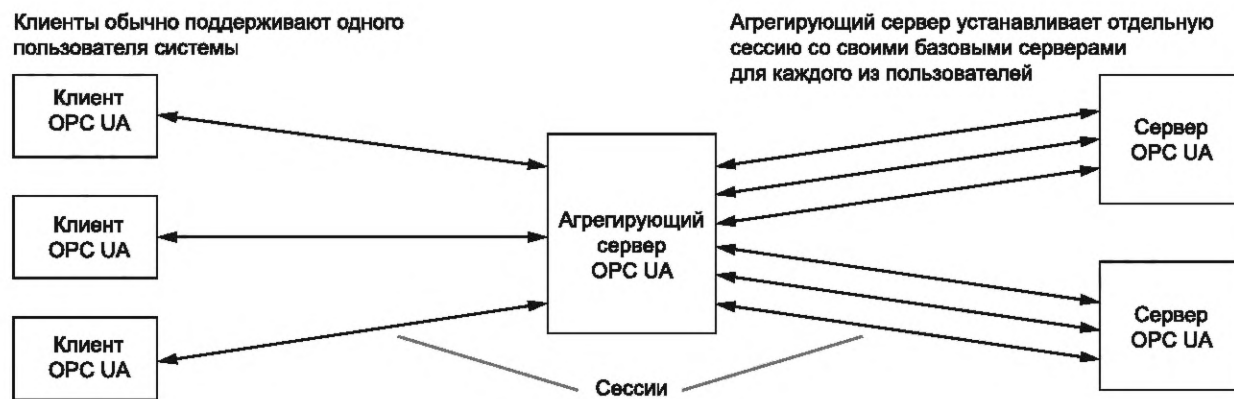 Клиенты обычно поддерживают одного
пользователя системы
Агрегирующий сервер устанавливает отдельную
сессию со своими базовыми серверами
для каждого из пользователей
Клиент
OPC UA
Клиент
OPC UA
Клиент
OPC UA
Агрегирующий
сервер
OPC UA
Сервер
OPC UA
Сервер
OPC UA
Сессии